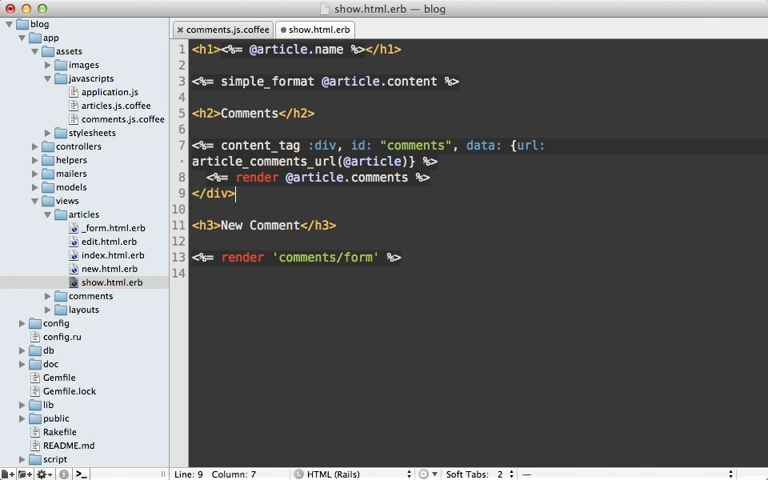 show.html.erb — blog
comments.js.coffee
show.html.erb
blog
app
assets
images
javascripts
application.js
articles.js.coffee
comments.js.coffee
stylesheets
controllers
helpers
mailers
models
views
articles
_form.html.erb
edit.html.erb
index.html.erb
new.html.erb
show.html.erb
comments
layouts
config
config.ru
db
doc
Gemfile
Gemfile.lock
lib
public
Rakefile
README.md
script
1 <h1><%= @article.name %></h1>
2
3 <%= simple_format @article.content %>
4
5 <h2>Comments</h2>
6
7 <%= content_tag :div, id: "comments", data: {url:
· article_comments_url(@article)} %>
8   <%= render @article.comments %>
9 </div>
10
11 <h3>New Comment</h3>
12
13 <%= render 'comments/form' %>
14
Line: 9 Column: 7 HTML (Rails) Soft Tabs: 2 —